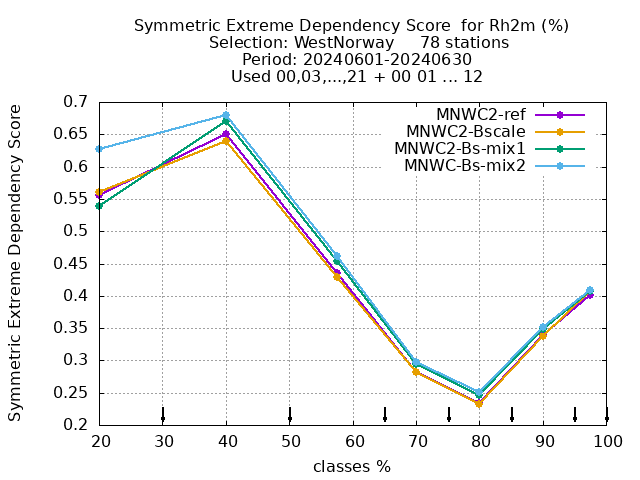 Symmetric Extreme Dependency Score  for Rh2m (%)
Selection: WestNorway     78 stations
Period: 20240601-20240630
Used 00,03,...,21 + 00 01 ... 12
Symmetric Extreme Dependency Score
0.7
0.65
0.6
0.55
0.5
0.45
0.4
0.35
0.3
0.25
0.2
MNWC2-ref
MNWC2-Bscale
MNWC2-Bs-mix1
MNWC-Bs-mix2
20 30 40 50 60 70 80 90 100
classes %